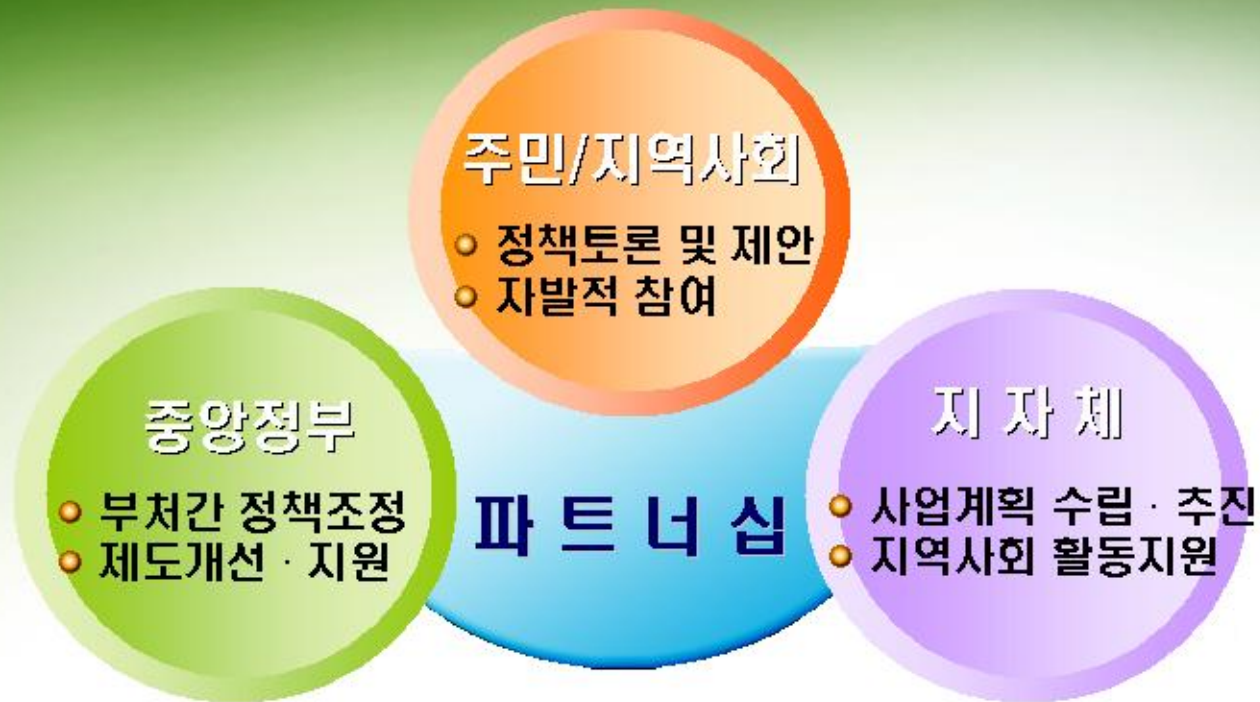 주민/지역사회
정책토론 및 제안
자발적 참여
중앙정부
부처간 정책조정
제도개선 · 지원
파 트 너 십
지 자 체
사업계획 수립 · 추진
지역사회 활동지원